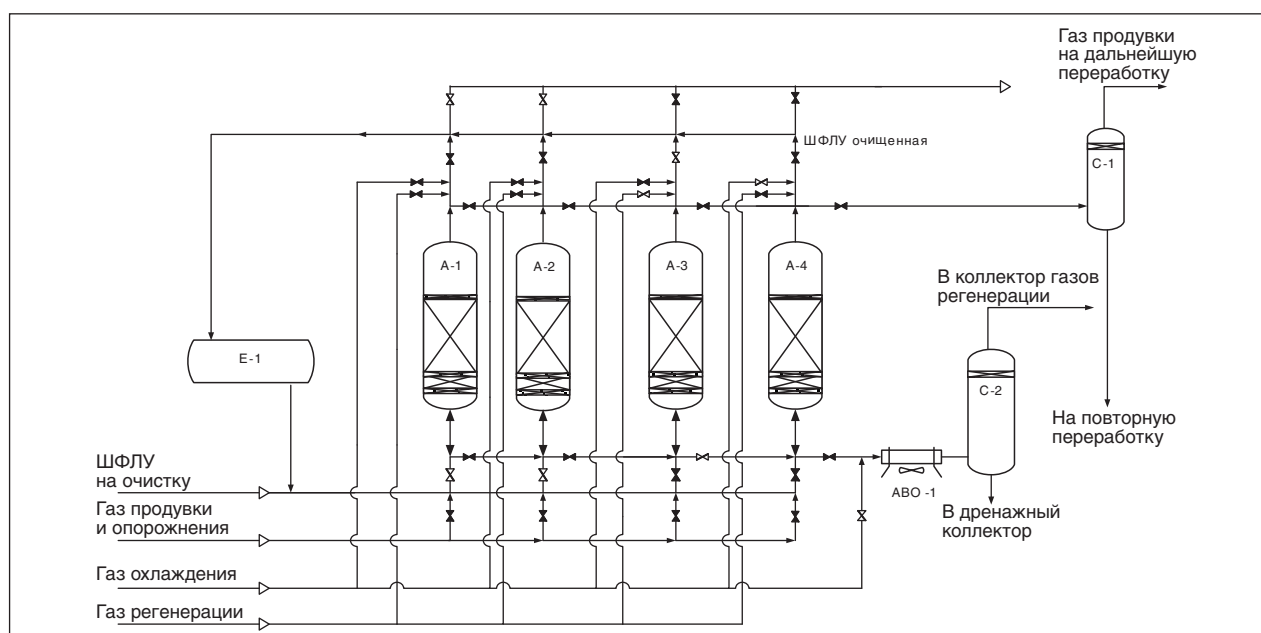 Газ продувки
на дальнейшую
переработку
ШФЛУ очищенная
С-1
А-1
А-2
А-3
А-4
В коллектор газов
регенерации
Е-1
С-2
На повторную
переработку
ШФЛУ
на очистку
АВО -1
Газ продувки
и опорожнения
В дренажный
коллектор
Газ охлаждения
Газ регенерации